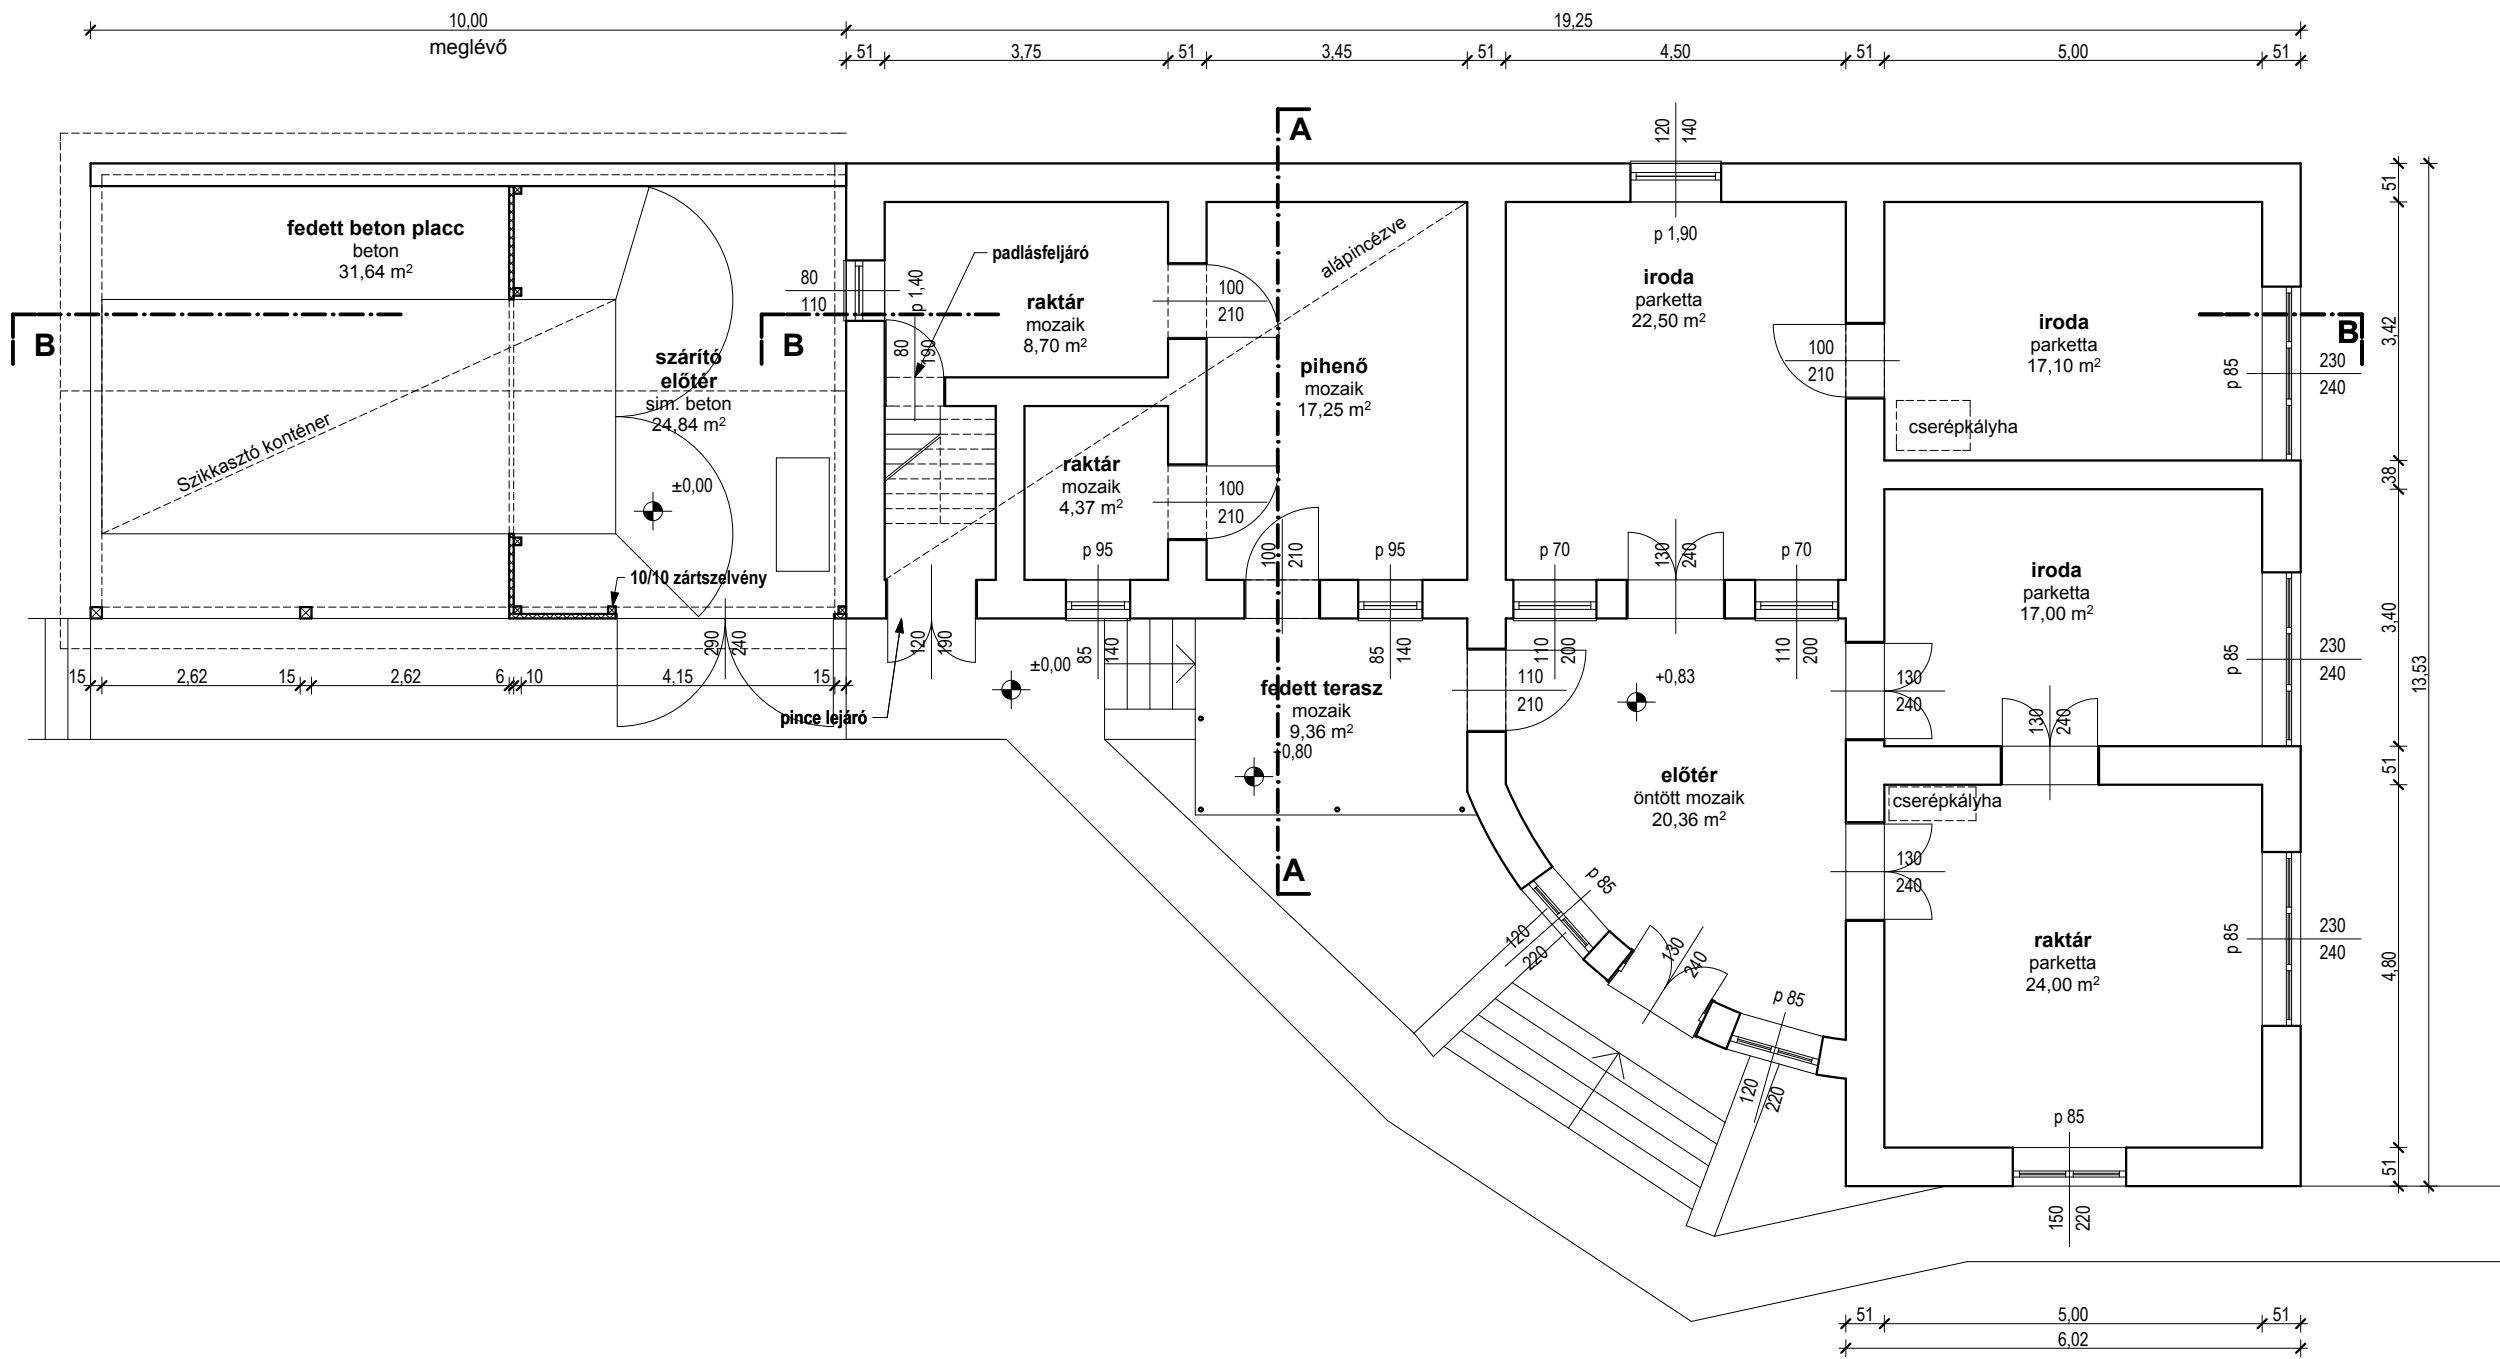 10,00
19,25
meglévő
51
3,75
51
3,45
51
4,50
51
5,00
51
A
120
140
p 1,90
fedett beton placc
beton
31,64 m²
szárító
előtér
sim. beton
24,84 m²
±0,00
Szikkasztó konténer
B
B
B
80
110
p 1,40
80
190
padlásfeljáró
raktár
mozaik
8,70 m²
100
210
alápincézve
pihenő
mozaik
17,25 m²
iroda
parketta
22,50 m²
100
210
iroda
parketta
17,10 m²
cserépkályha
p 85
230
240
51
3,42
38
3,40
51
4,80
51
13,53
raktár
mozaik
4,37 m²
100
210
p 95
100
210
p 95
p 70
130
240
p 70
iroda
parketta
17,00 m²
p 85
230
240
10/10 zártszelvény
290
240
120
190
±0,00
85
140
85
140
110
200
110
200
+0,83
15
2,62
15
2,62
6
10
4,15
15
pince lejáró
fedett terasz
mozaik
9,36 m²
+0,80
110
210
130
240
130
240
előtér
öntött mozaik
20,36 m²
cserépkályha
130
240
A
p 85
120
220
130
240
p 85
120
220
raktár
parketta
24,00 m²
p 85
230
240
p 85
150
220
51
5,00
51
6,02